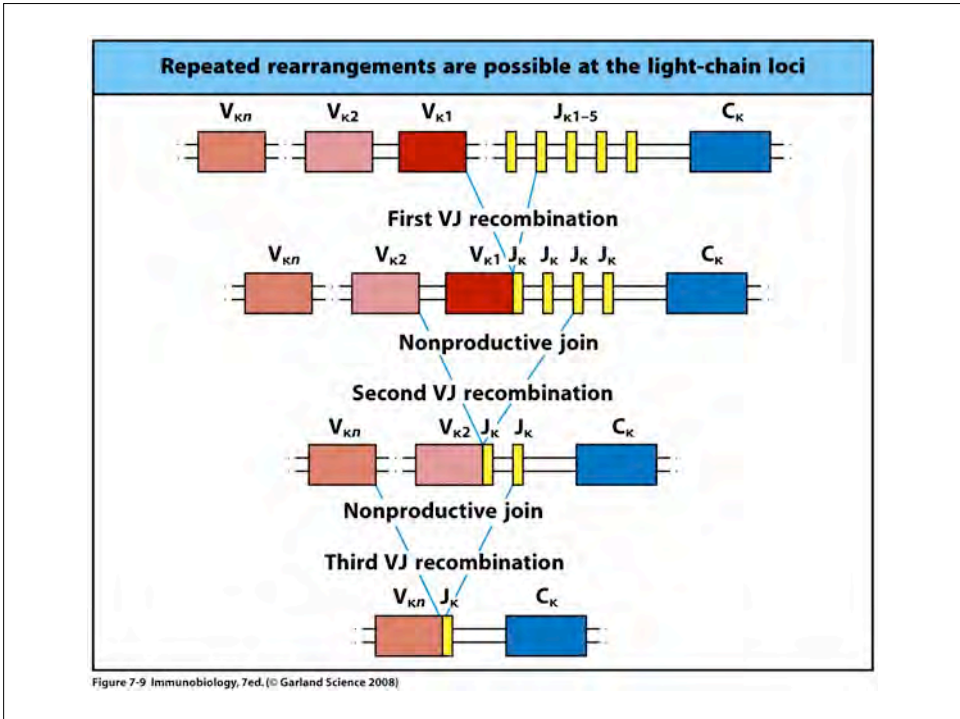 Repeated rearrangements are possible at the light-chain loci
Vκn Vκ2 Vκ1 Jκ1–5 Cκ
First VJ recombination
Vκn Vκ2 Vκ1 Jκ Jκ Jκ Jκ Cκ
Nonproductive join
Second VJ recombination
Vκn Vκ2 Jκ Jκ Cκ
Nonproductive join
Third VJ recombination
Vκn Jκ Cκ
Figure 7-9 Immunobiology, 7ed. (© Garland Science 2008)